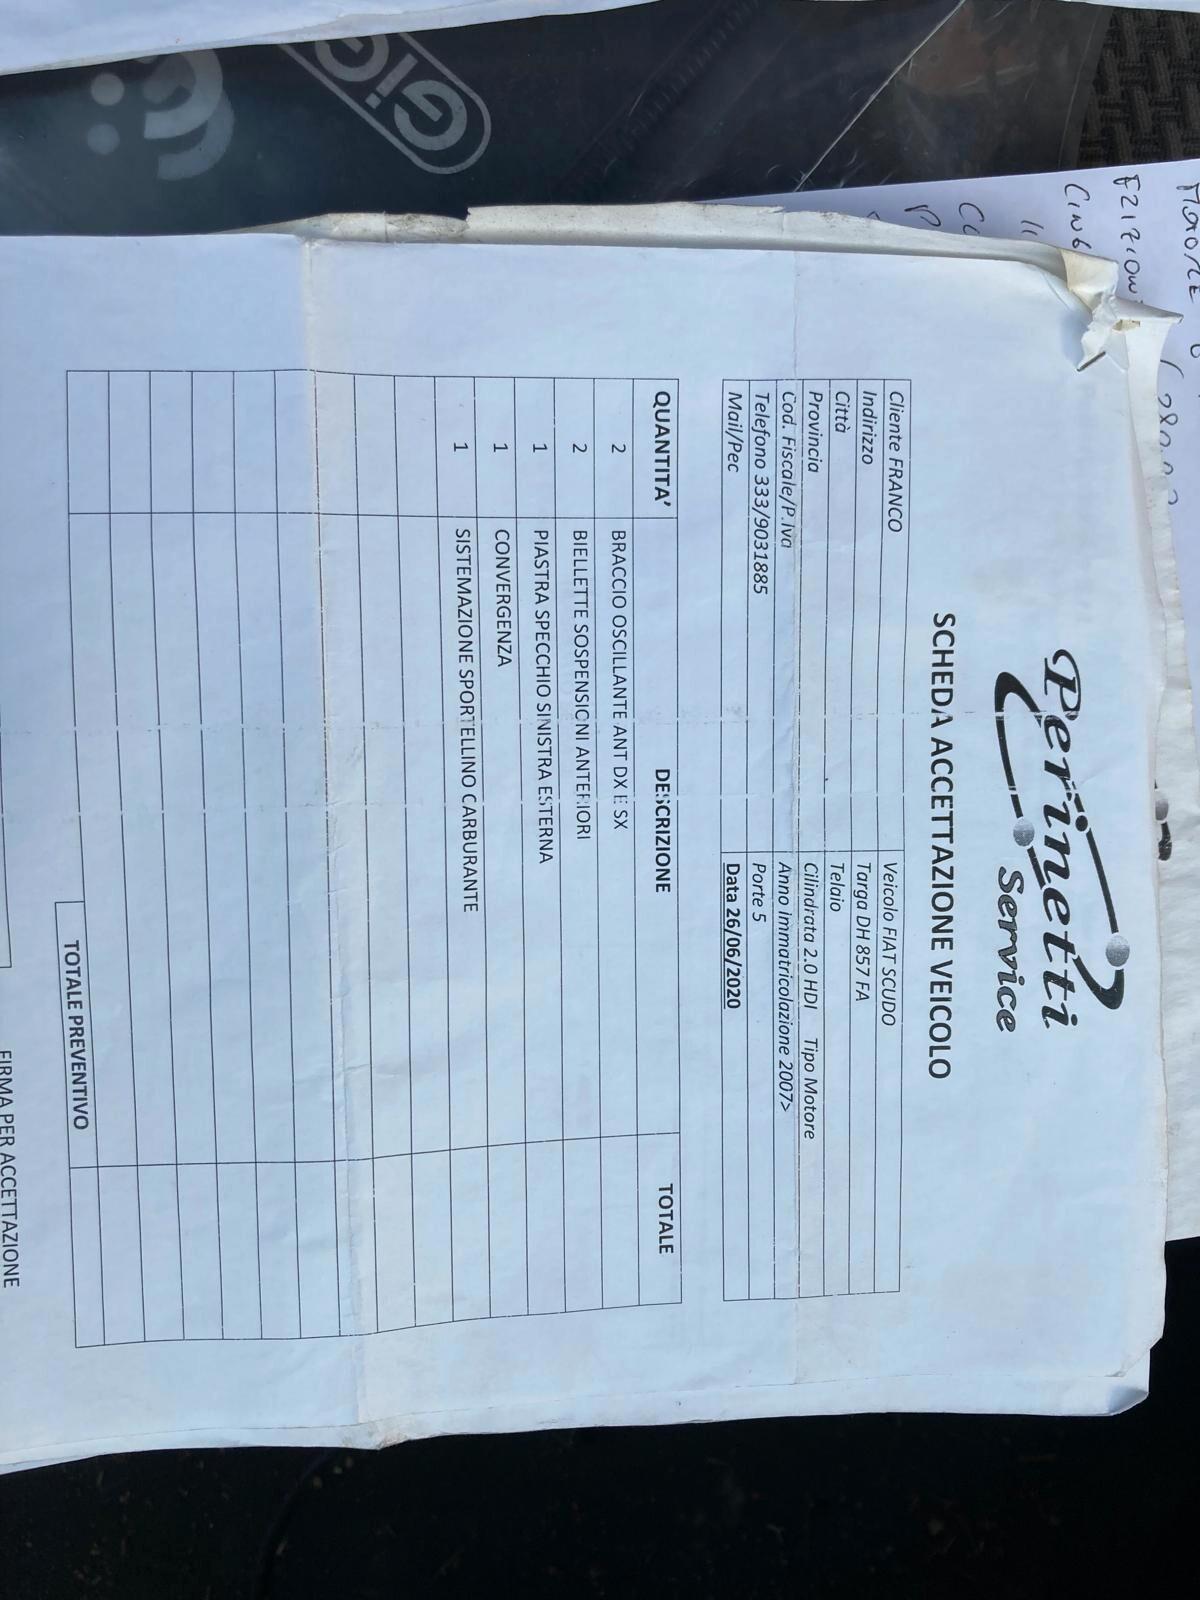 Perinetti
Service
SCHEDA ACCETTAZIONE VEICOLO
Cliente FRANCO
Indirizzo
Città
Provincia
Cod. Fiscale/P.Iva
Telefono 333/9031885
Mail/Pec
Veicolo FIAT SCUDO
Targa DH 857 FA
Telaio
Cilindrata 2.0 HDI Tipo Motore
Anno immatricolazione 2007>
Porte 5
Data 26/06/2020
QUANTITA' DESCRIZIONE TOTALE
2 BRACCIO OSCILLANTE ANT DX E SX
2 BIELLETTE SOSPENSIONI ANTERIORI
1 PIASTRA SPECCHIO SINISTRA ESTERNA
1 CONVERGENZA
1 SISTEMAZIONE SPORTELLINO CARBURANTE
TOTALE PREVENTIVO
FIRMA PER ACCETTAZIONE